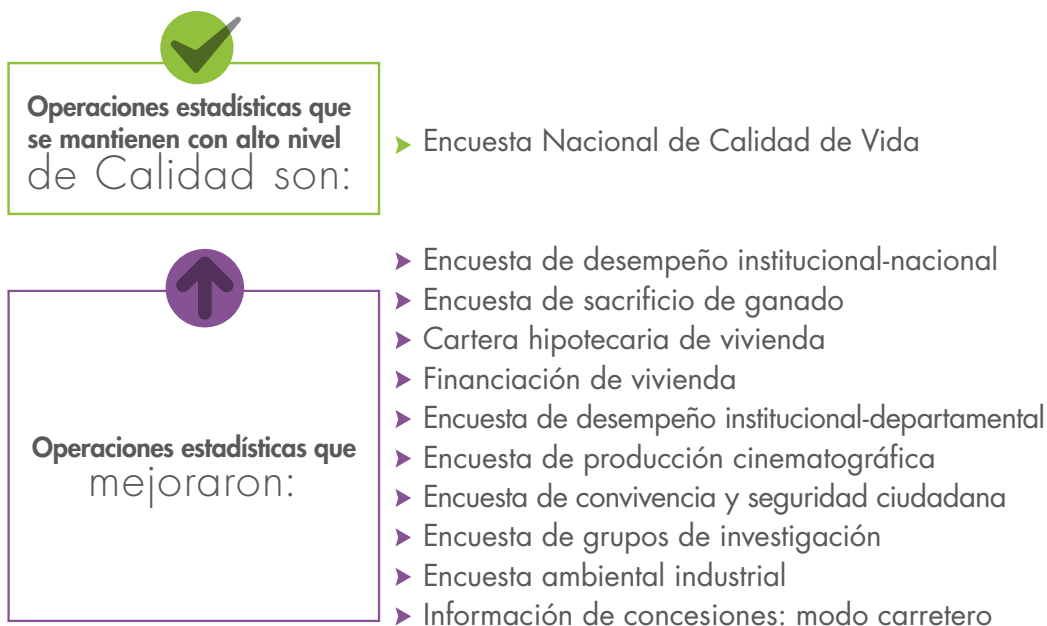 Operaciones estadísticas que
se mantienen con alto nivel
de Calidad son:
Encuesta Nacional de Calidad de Vida
Operaciones estadísticas que
mejoraron:
Encuesta de desempeño institucional-nacional
Encuesta de sacrificio de ganado
Cartera hipotecaria de vivienda
Financiación de vivienda
Encuesta de desempeño institucional-departamental
Encuesta de producción cinematográfica
Encuesta de convivencia y seguridad ciudadana
Encuesta de grupos de investigación
Encuesta ambiental industrial
Información de concesiones: modo carretero